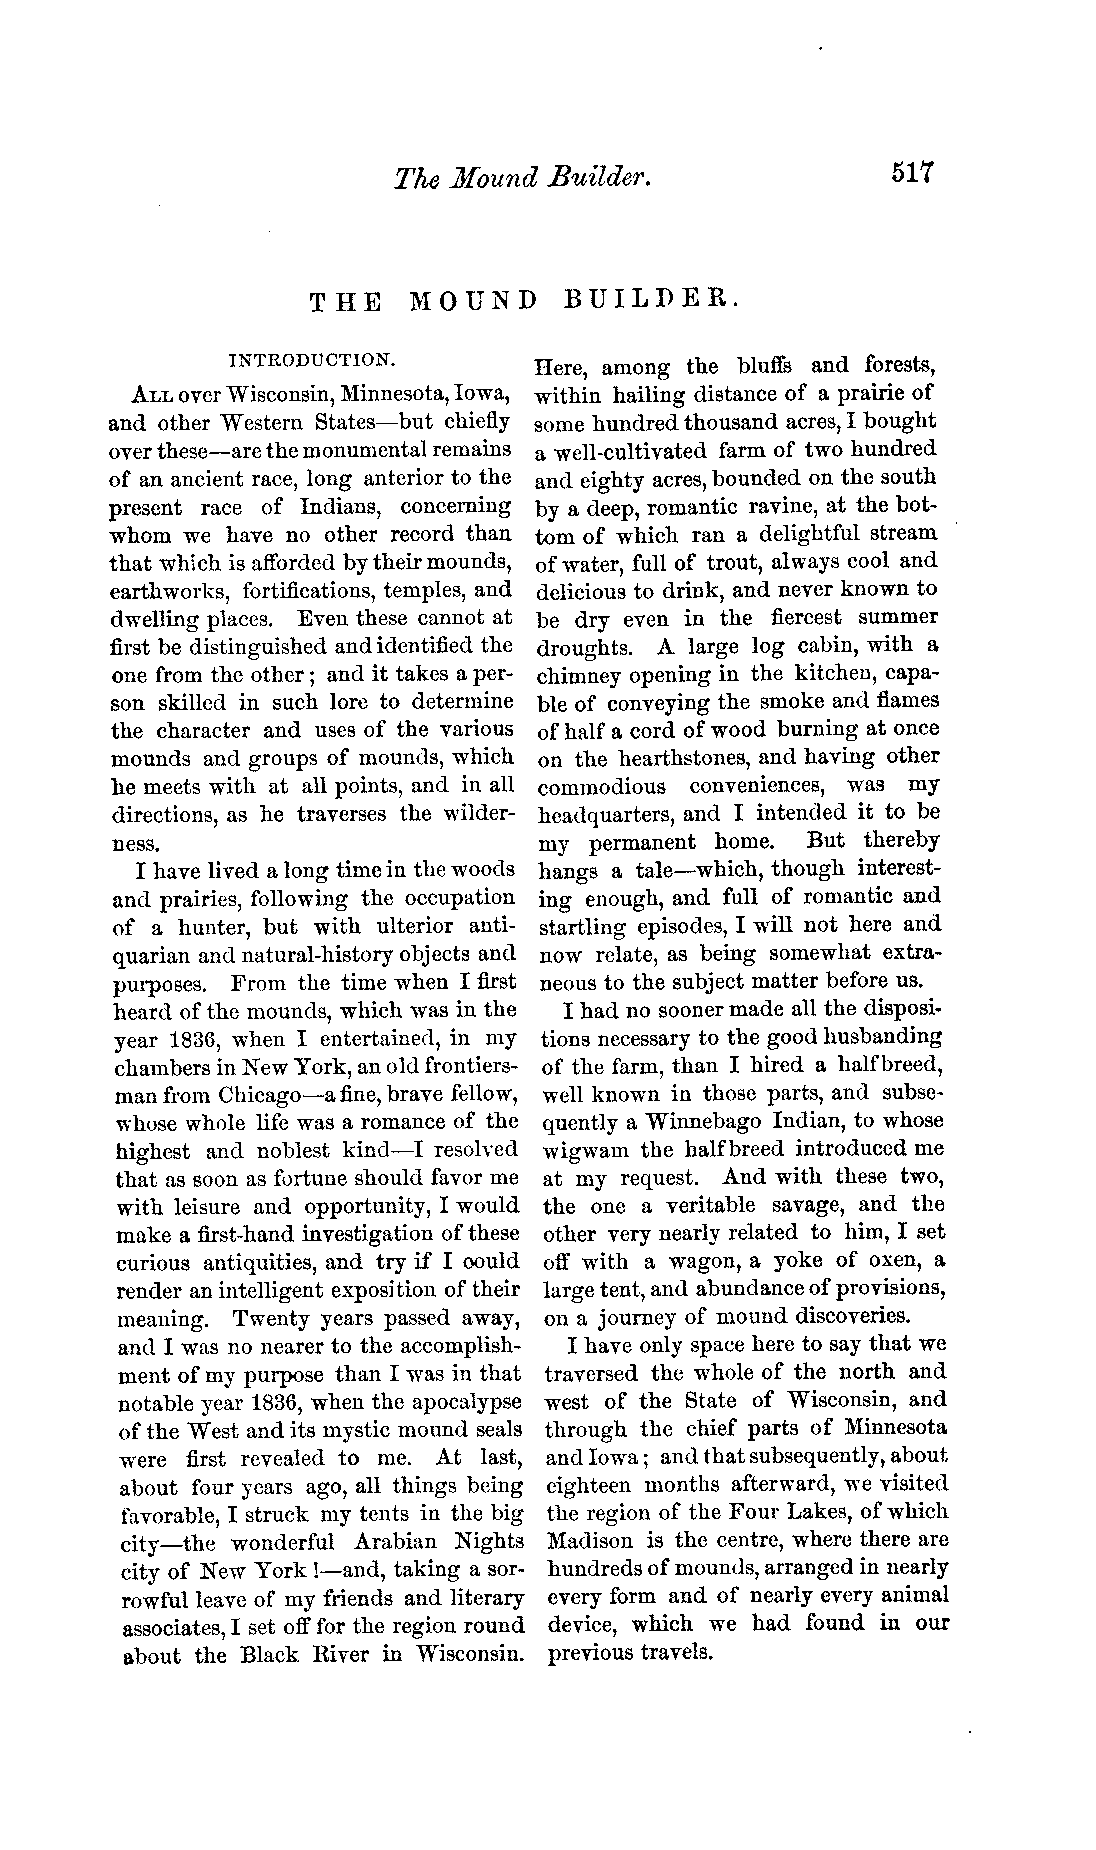 The Mound Builder.
517
THE MOUND BUILDER.
INTRODUCTION.
ALL over Wisconsin, Minnesota, Iowa,
and other Western States—but chiefly
over these—are the monumental remains
of an ancient race, long anterior to the
present race of Indians, concerning
whom we have no other record than
that which is afforded by their mounds,
earthworks, fortifications, temples, and
dwelling places. Even these cannot at
first be distinguished and identified the
one from the other; and it takes a per-
son skilled in such lore to determine
the character and uses of the various
mounds and groups of mounds, which
he meets with at all points, and in all
directions, as he traverses the wilder-
ness.
I have lived a long time in the woods
and prairies, following the occupation
of a hunter, but with ulterior anti-
quarian and natural-history objects and
purposes. From the time when I first
heard of the mounds, which was in the
year 1836, when I entertained, in my
chambers in New York, an old frontiers-
man from Chicago—a fine, brave fellow,
whose whole life was a romance of the
highest and noblest kind—I resolved
that as soon as fortune should favor me
with leisure and opportunity, I would
make a first-hand investigation of these
curious antiquities, and try if I could
render an intelligent exposition of their
meaning. Twenty years passed away,
and I was no nearer to the accomplish-
ment of my purpose than I was in that
notable year 1836, when the apocalypse
of the West and its mystic mound seals
were first revealed to me. At last,
about four years ago, all things being
favorable, I struck my tents in the big
city—the wonderful Arabian Nights
city of New York!—and, taking a sor-
rowful leave of my friends and literary
associates, I set off for the region round
about the Black River in Wisconsin.
Here, among the bluffs and forests,
within hailing distance of a prairie of
some hundred thousand acres, I bought
a well-cultivated farm of two hundred
and eighty acres, bounded on the south
by a deep, romantic ravine, at the bot-
tom of which ran a delightful stream
of water, full of trout, always cool and
delicious to drink, and never known to
be dry even in the fiercest summer
droughts. A large log cabin, with a
chimney opening in the kitchen, capa-
ble of conveying the smoke and flames
of half a cord of wood burning at once
on the hearthstones, and having other
commodious conveniences, was my
headquarters, and I intended it to be
my permanent home. But thereby
hangs a tale—which, though interest-
ing enough, and full of romantic and
startling episodes, I will not here and
now relate, as being somewhat extra-
neous to the subject matter before us.
I had no sooner made all the disposi-
tions necessary to the good husbanding
of the farm, than I hired a halfbreed,
well known in those parts, and subse-
quently a Winnebago Indian, to whose
wigwam the halfbreed introduced me
at my request. And with these two,
the one a veritable savage, and the
other very nearly related to him, I set
off with a wagon, a yoke of oxen, a
large tent, and abundance of provisions,
on a journey of mound discoveries.
I have only space here to say that we
traversed the whole of the north and
west of the State of Wisconsin, and
through the chief parts of Minnesota
and Iowa; and that subsequently, about
eighteen months afterward, we visited
the region of the Four Lakes, of which
Madison is the centre, where there are
hundreds of mounds, arranged in nearly
every form and of nearly every animal
device, which we had found in our
previous travels.